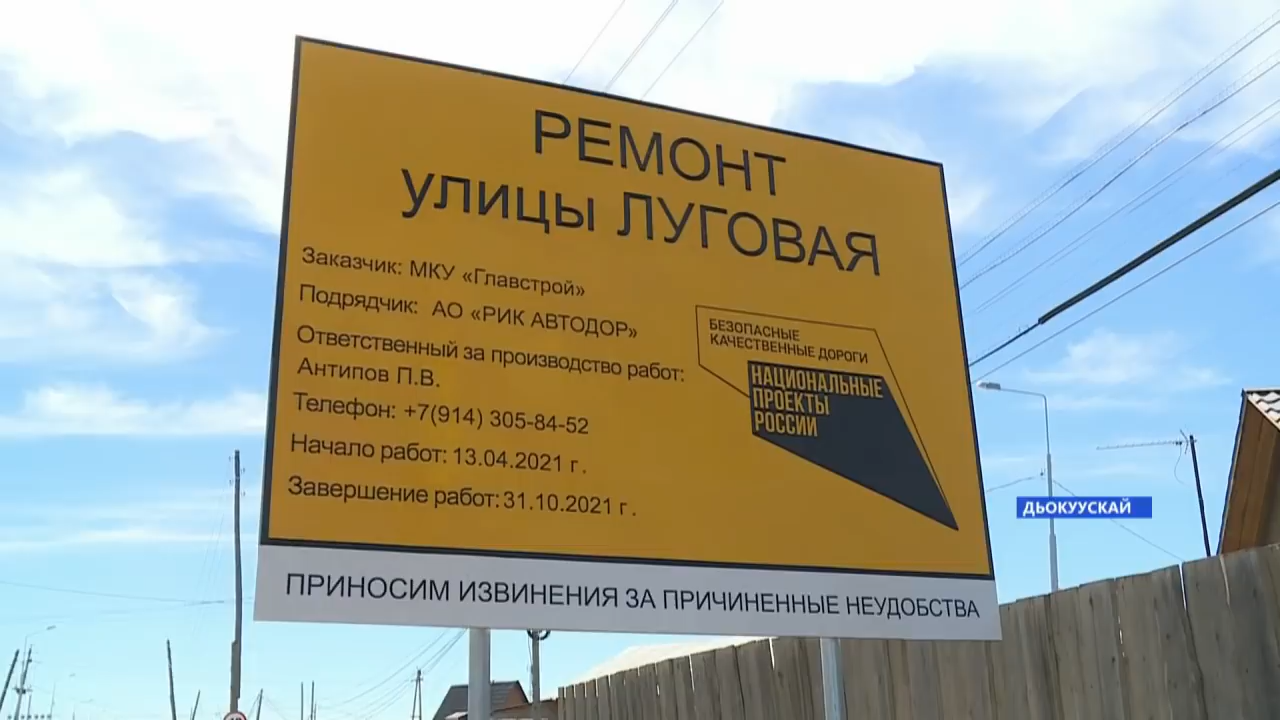 РЕМОНТ
улицы ЛУГОВАЯ
Заказчик: МКУ «Главстрой»
Подрядчик: АО «РИК АВТОДОР»
Ответственный за производство работ:
Антипов П.В.
Телефон: +7(914) 305-84-52
Начало работ: 13.04.2021 г.
Завершение работ: 31.10.2021 г.
БЕЗОПАСНЫЕ
КАЧЕСТВЕННЫЕ ДОРОГИ
НАЦИОНАЛЬНЫЕ
ПРОЕКТЫ
РОССИИ
ПРИНОСИМ ИЗВИНЕНИЯ ЗА ПРИЧИНЕННЫЕ НЕУДОБСТВА
ДЬОКУУСКАЙ